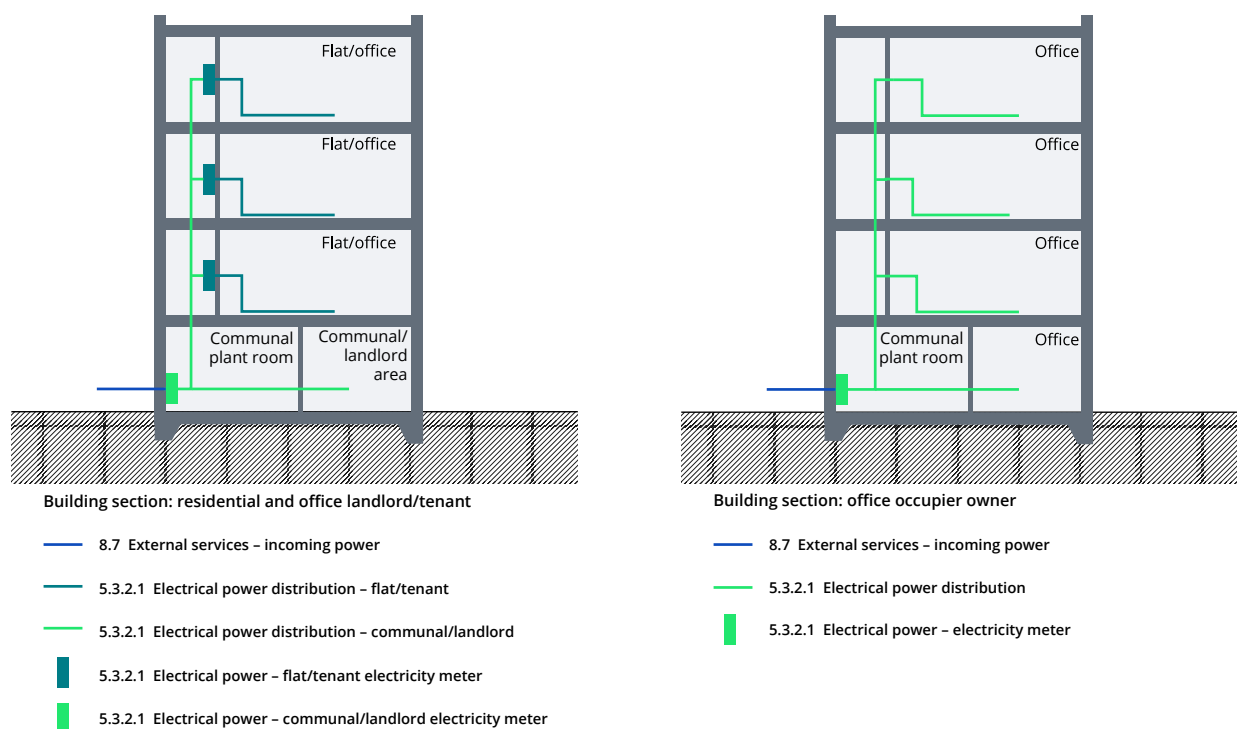 Flat/office
Flat/office
Flat/office
Communal
plant room
Communal/
landlord
area
Building section: residential and office landlord/tenant
8.7 External services – incoming power
5.3.2.1 Electrical power distribution – flat/tenant
5.3.2.1 Electrical power distribution – communal/landlord
5.3.2.1 Electrical power – flat/tenant electricity meter
5.3.2.1 Electrical power – communal/landlord electricity meter
Office
Office
Office
Communal
plant room
Office
Building section: office occupier owner
8.7 External services – incoming power
5.3.2.1 Electrical power distribution
5.3.2.1 Electrical power – electricity meter